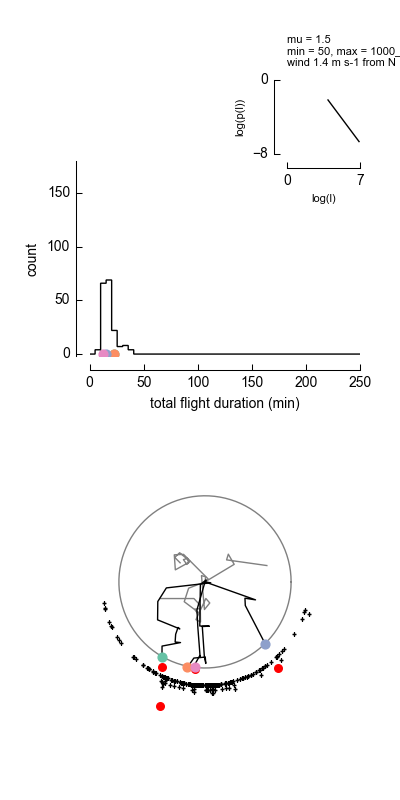 mu = 1.5
min = 50, max = 1000_
wind 1.4 m s-1 from N
0
log(p(l))
−8
0 7
log(l)
150
100
50
0
count
0 50 100 150 200 250
total flight duration (min)